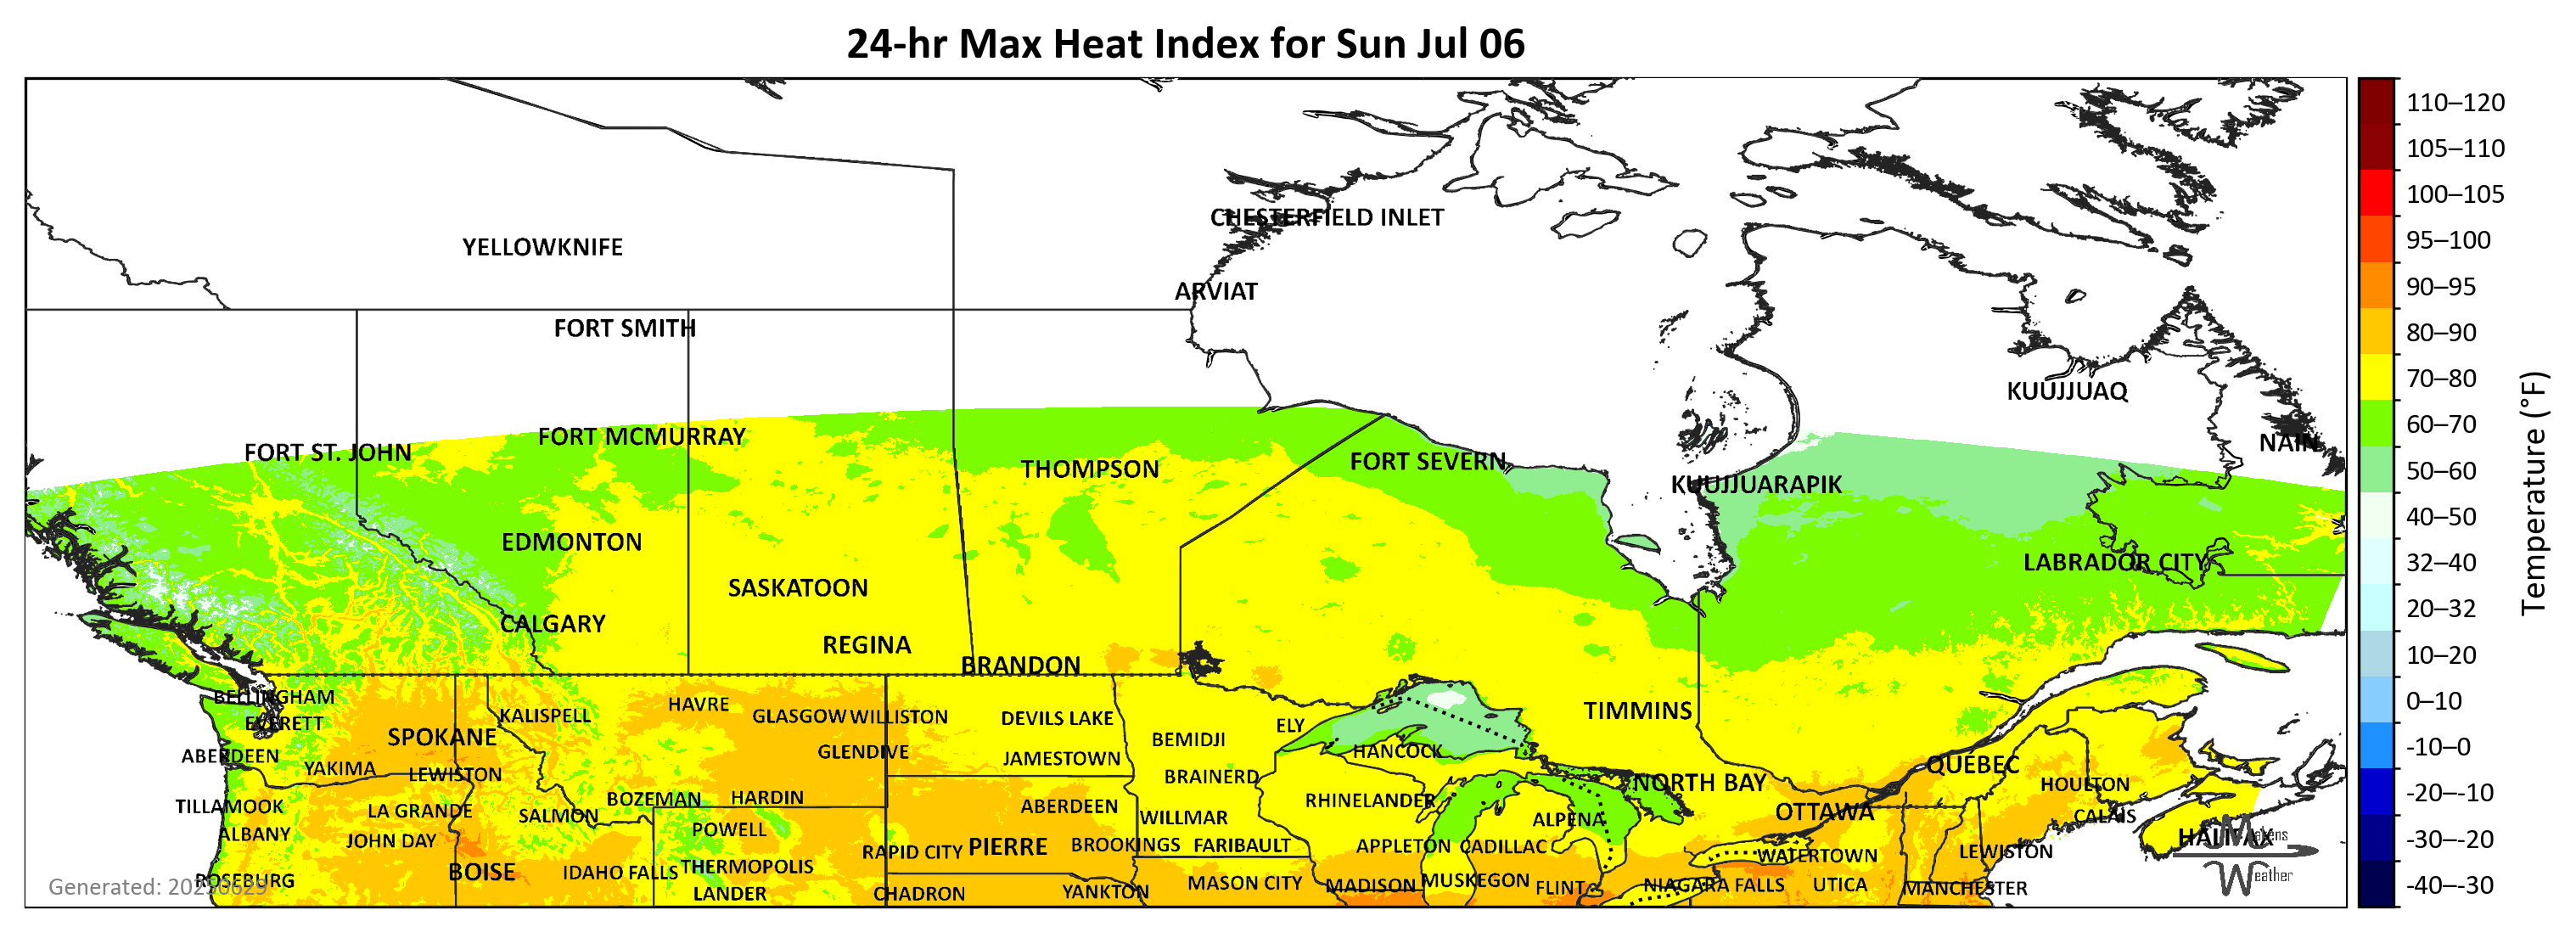 24-hr Max Heat Index for Sun Jul 06
110–120
105–110
CHESTERFIELD INLET
100–105
YELLOWKNIFE
95–100
ARVIAT
90–95
FORT SMITH
80–90
KUUJJUAQ
70–80
FORT ST. JOHN
FORT MCMURRAY
60–70
THOMPSON
FORT SEVERN
NAIN
50–60
KUUJJUARAPIK
40–50
EDMONTON
LABRADOR CITY
32–40
SASKATOON
20–32
CALGARY
REGINA
BRANDON
10–20
Temperature (°F)
BELLINGHAM
KALISPELL
HAVRE
GLASGOW
WILLISTON
DEVILS LAKE
TIMMINS
0–10
EVERETT
SPOKANE
GLENDIVE
JAMESTOWN
BEMIDJI
ELY
HANCOCK
-10–0
ABERDEEN
YAKIMA
LEWISTON
BRAINERD
NORTH BAY
QUÉBEC
HOULTON
-20–-10
TILLAMOOK
LA GRANDE
SALMON
BOZEMAN
HARDIN
ABERDEEN
WILLMAR
RHINELANDER
ALPENA
OTTAWA
CALAIS
ALBANY
JOHN DAY
POWELL
RAPID CITY
PIERRE
BROOKINGS
FARIBAULT
APPLETON
CADILLAC
WATERTOWN
LEWISTON
HALIFAX
-30–-20
BOISE
IDAHO FALLS
THERMOPOLIS
ROSEBURG
LANDER
CHADRON
YANKTON
MASON CITY
MADISON
MUSKEGON
FLINT
NIAGARA FALLS
UTICA
MANCHESTER
-40–-30
Generated: 20250629
Weather